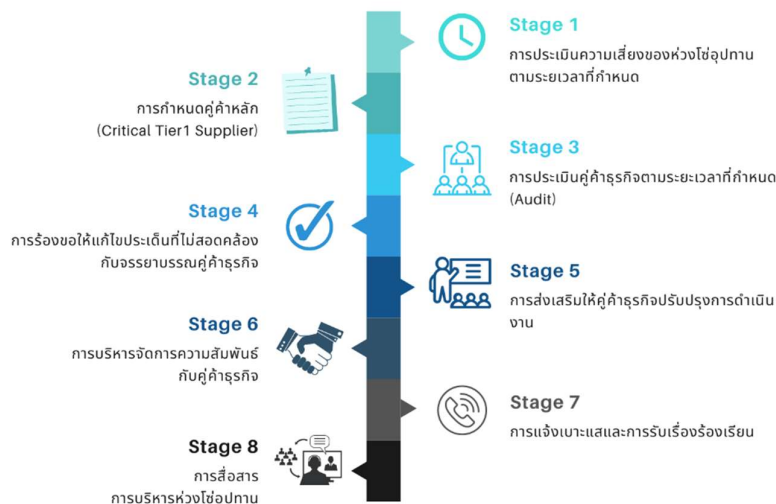 Stage 1
การประเมินความเสี่ยงของห่วงโซ่อุปทาน
ตามระยเวลาที่กำหนด
Stage 2
การกำหนดคู่ค้าหลัก
(Critical Tier1 Supplier)
Stage 3
การประเมินคู่ค้าธุรกิจตามระยะเวลาที่กำหนด
(Audit)
Stage 4
การร้องขอให้แก้ไขประเด็นที่ไม่สอดคล้อง
กับจรรยาบรรณคู่ค้าธุรกิจ
Stage 5
การส่งเสริมให้คู่ค้าธุรกิจปรับปรุงการดำเนิน
งาน
Stage 6
การบริหารจัดการความสัมพันธ์
กับคู่ค้าธุรกิจ
Stage 7
การแจ้งเบาะแสและการรับเรื่องร้องเรียน
Stage 8
การสื่อสาร
การบริหารห่วงโซ่อุปทาน